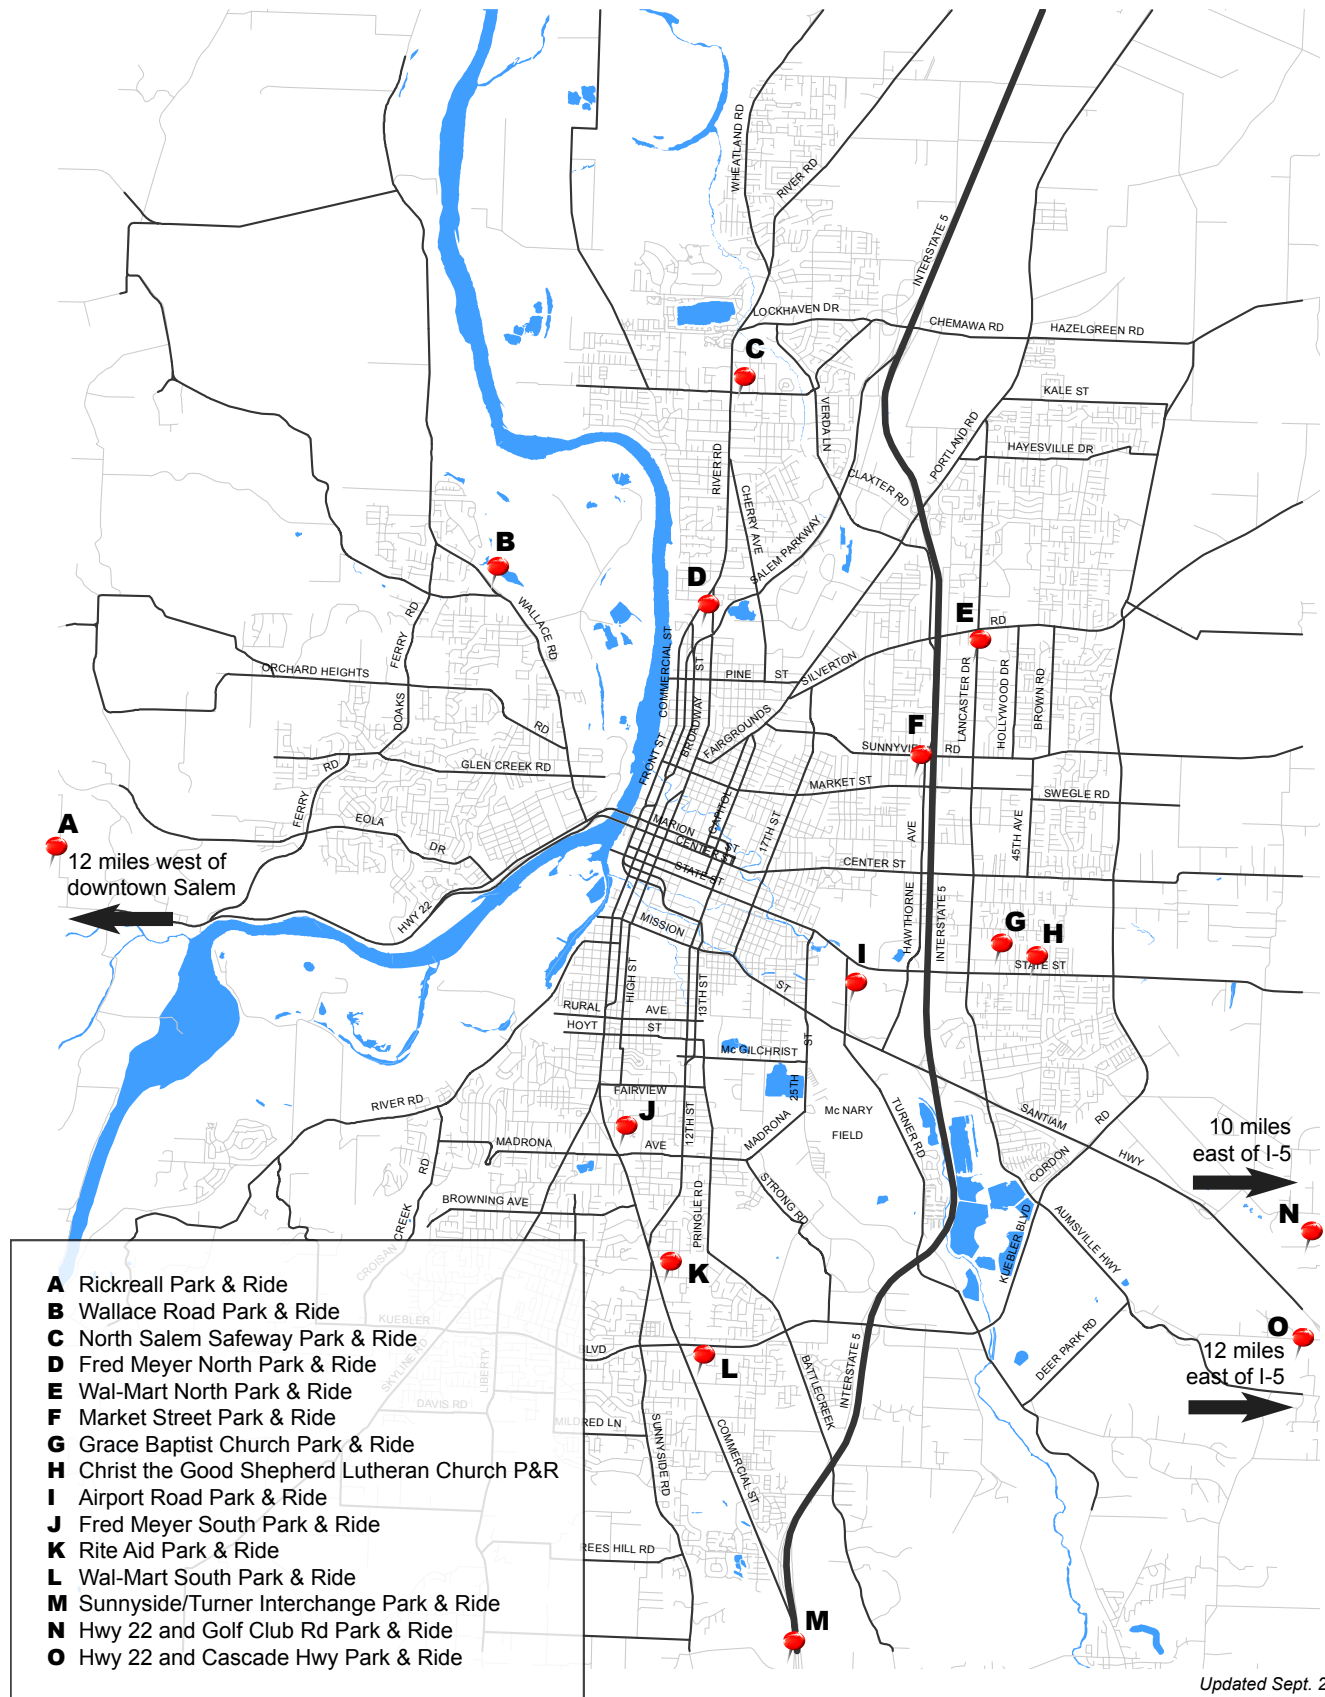 WHEATLAND RD
RIVER RD
INTERSTATE 5
LOCKHAVEN DR
CHEMAWA RD
HAZELGREEN RD
C
KALE ST
VERDA LN
PORTLAND RD
HAYESVILLE DR
RIVER RD
CLAXTER RD
CHERRY AVE
SALEM PARKWAY
B
D
WALLACE RD
FERRY RD
E
RD
COMMERCIAL ST
ST
ORCHARD HEIGHTS
RD
PINE ST
SILVERTON
LANCASTER DR
HOLLYWOOD DR
BROWN RD
DOAKS
BROADWAY
FAIRGROUNDS
F
SUNNYVIEW RD
FRONT ST
GLEN CREEK RD
FERRY RD
MARKET ST
SWEGLE RD
A
12 miles west of
downtown Salem
EOLA
DR
MARION
ST
CAPITOL
17TH ST
CENTER ST
STATE ST
AVE
45TH AVE
CENTER ST
HWY 22
MISSION
ST
HAWTHORNE
INTERSTATE 5
G
H
STATE ST
I
HIGH ST
13TH ST
RURAL AVE
HOYT ST
Mc GILCHRIST
ST
25TH
FAIRVIEW
RIVER RD
J
12TH ST
MADRONA
Mc NARY
FIELD
TURNER RD
SANTIAM
HWY
RD
CORDON
10 miles
east of I-5
MADRONA AVE
RD
CREEK
CROISAN
BROWNING AVE
PRINGLE RD
STRONG RD
KUEBLER BLVD
AUMSVILLE HWY
N
K
KUEBLER
BLVD
SKYLINE RD
LIBERTY
DAVIS RD
L
BATTLECREEK
INTERSTATE 5
DEER PARK RD
O
12 miles
east of I-5
MILDRED LN
SUNNYSIDE RD
COMMERCIAL ST
REES HILL RD
M
A Rickreall Park & Ride
B Wallace Road Park & Ride
C North Salem Safeway Park & Ride
D Fred Meyer North Park & Ride
E Wal-Mart North Park & Ride
F Market Street Park & Ride
G Grace Baptist Church Park & Ride
H Christ the Good Shepherd Lutheran Church P&R
I Airport Road Park & Ride
J Fred Meyer South Park & Ride
K Rite Aid Park & Ride
L Wal-Mart South Park & Ride
M Sunnyside/Turner Interchange Park & Ride
N Hwy 22 and Golf Club Rd Park & Ride
O Hwy 22 and Cascade Hwy Park & Ride
Updated Sept. 2